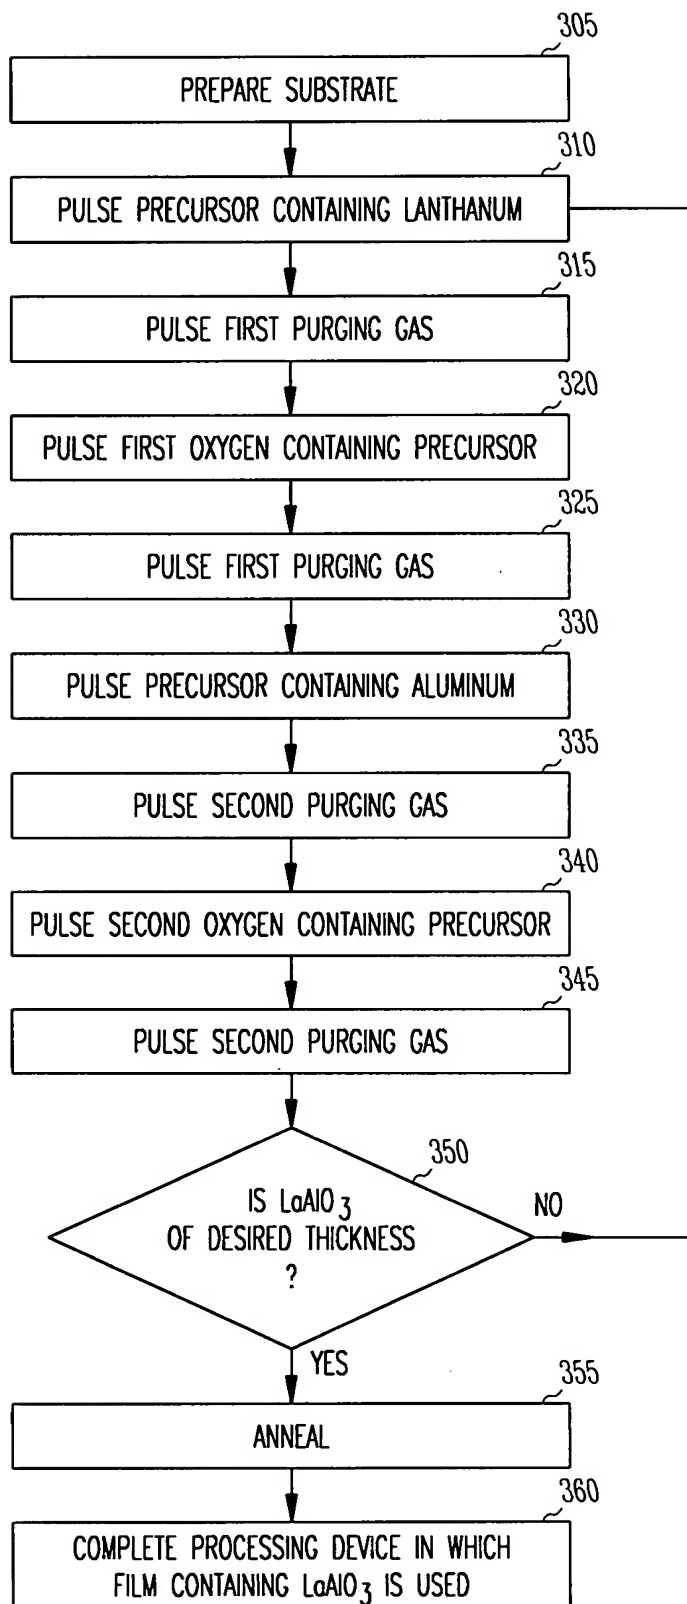 305
PREPARE SUBSTRATE
310
PULSE PRECURSOR CONTAINING LANTHANUM
315
PULSE FIRST PURGING GAS
320
PULSE FIRST OXYGEN CONTAINING PRECURSOR
325
PULSE FIRST PURGING GAS
330
PULSE PRECURSOR CONTAINING ALUMINUM
335
PULSE SECOND PURGING GAS
340
PULSE SECOND OXYGEN CONTAINING PRECURSOR
345
PULSE SECOND PURGING GAS
350
IS LaAlO3
OF DESIRED THICKNESS
?
NO
YES
355
ANNEAL
360
COMPLETE PROCESSING DEVICE IN WHICH
FILM CONTAINING LaAlO3 IS USED